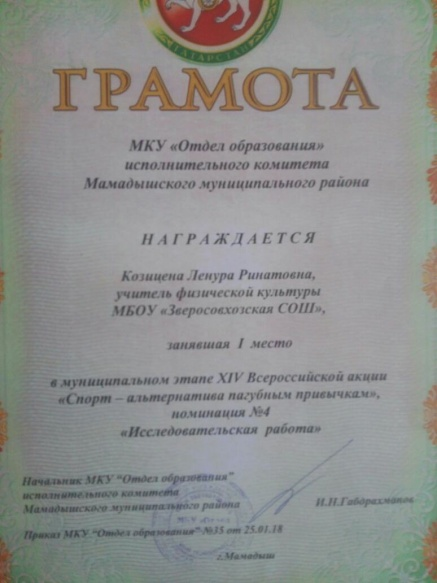 ТАТАРСТАН
ГРАМОТА
МКУ «Отдел образования»
исполнительного комитета
Мамадышского муниципального района
НАГРАЖДАЕТСЯ
Козицена Ленура Ринатовна,
учитель физической культуры
МБОУ «Зверосовхозская СОШ»,
занявшая I место
в муниципальном этапе XIV Всероссийской акции
«Спорт – альтернатива пагубным привычкам»,
номинация №4
«Исследовательская работа»
Начальник МКУ “Отдел образования”
исполнительного комитета
Мамадышского муниципального района И.Н.Габдрахманов
Приказ МКУ “Отдел образования” №35 от 25.01.18
г.Мамадыш